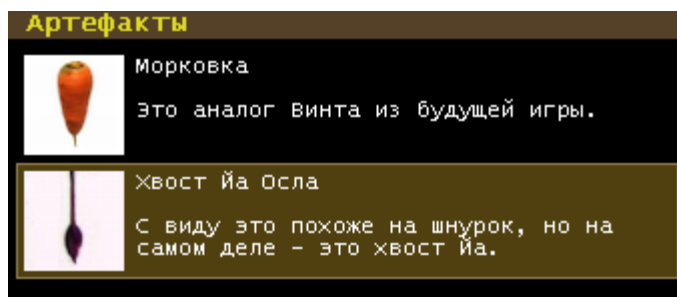 Артефакты
Морковка
Это аналог Винта из будущей игры.
Хвост Йа Осла
С виду это похоже на шнурок, но на
самом деле - это хвост Йа.